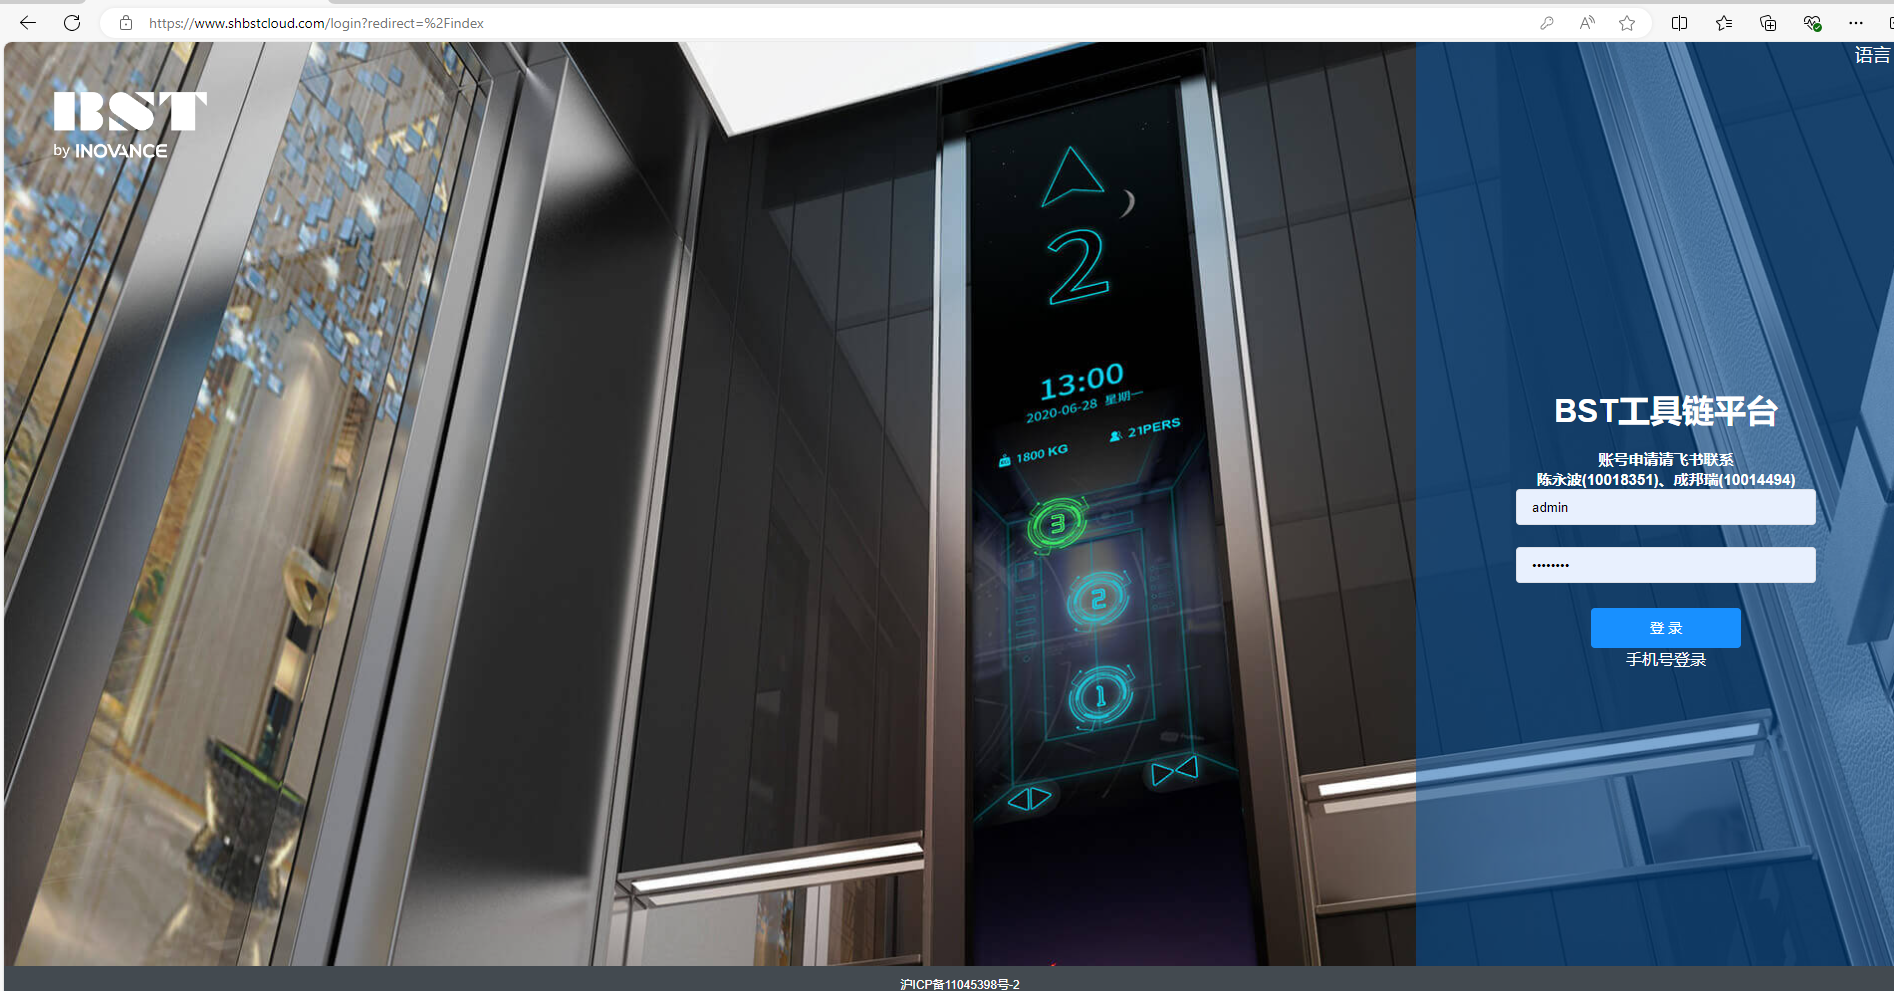 https://www.shbstcloud.com/login?redirect=%2Findex
语言
BST
by INOVANCE
2
13:00
2020-06-28 星期一
1800 KG
21PERS
3
2
1
BST工具链平台
账号申请请飞书联系
陈永波(10018351)、成邦瑞(10014494)
admin
登 录
手机号登录
沪ICP备11045398号-2